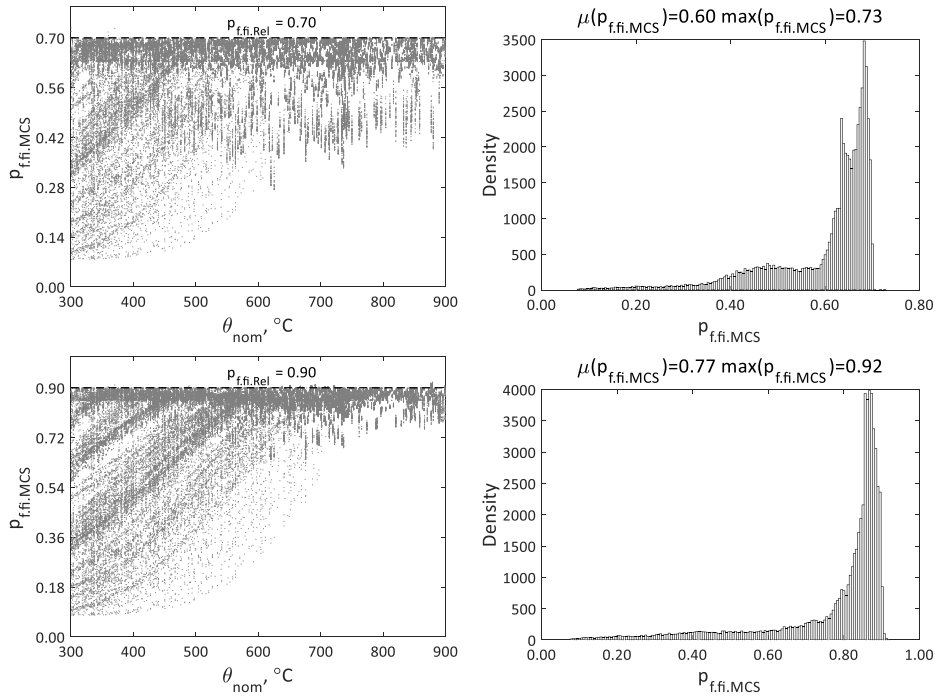 p_f.fi.Rel = 0.70
0.70
0.56
0.42
0.28
0.14
0.00
p_f.fi.MCS
300 400 500 600 700 800 900
θ_nom, °C
μ(p_f.fi.MCS)=0.60 max(p_f.fi.MCS)=0.73
3500
3000
2500
2000
1500
1000
500
0
Density
0.00 0.20 0.40 0.60 0.80
p_f.fi.MCS
p_f.fi.Rel = 0.90
0.90
0.72
0.54
0.36
0.18
0.00
p_f.fi.MCS
300 400 500 600 700 800 900
θ_nom, °C
μ(p_f.fi.MCS)=0.77 max(p_f.fi.MCS)=0.92
4000
3500
3000
2500
2000
1500
1000
500
0
Density
0.00 0.20 0.40 0.60 0.80 1.00
p_f.fi.MCS